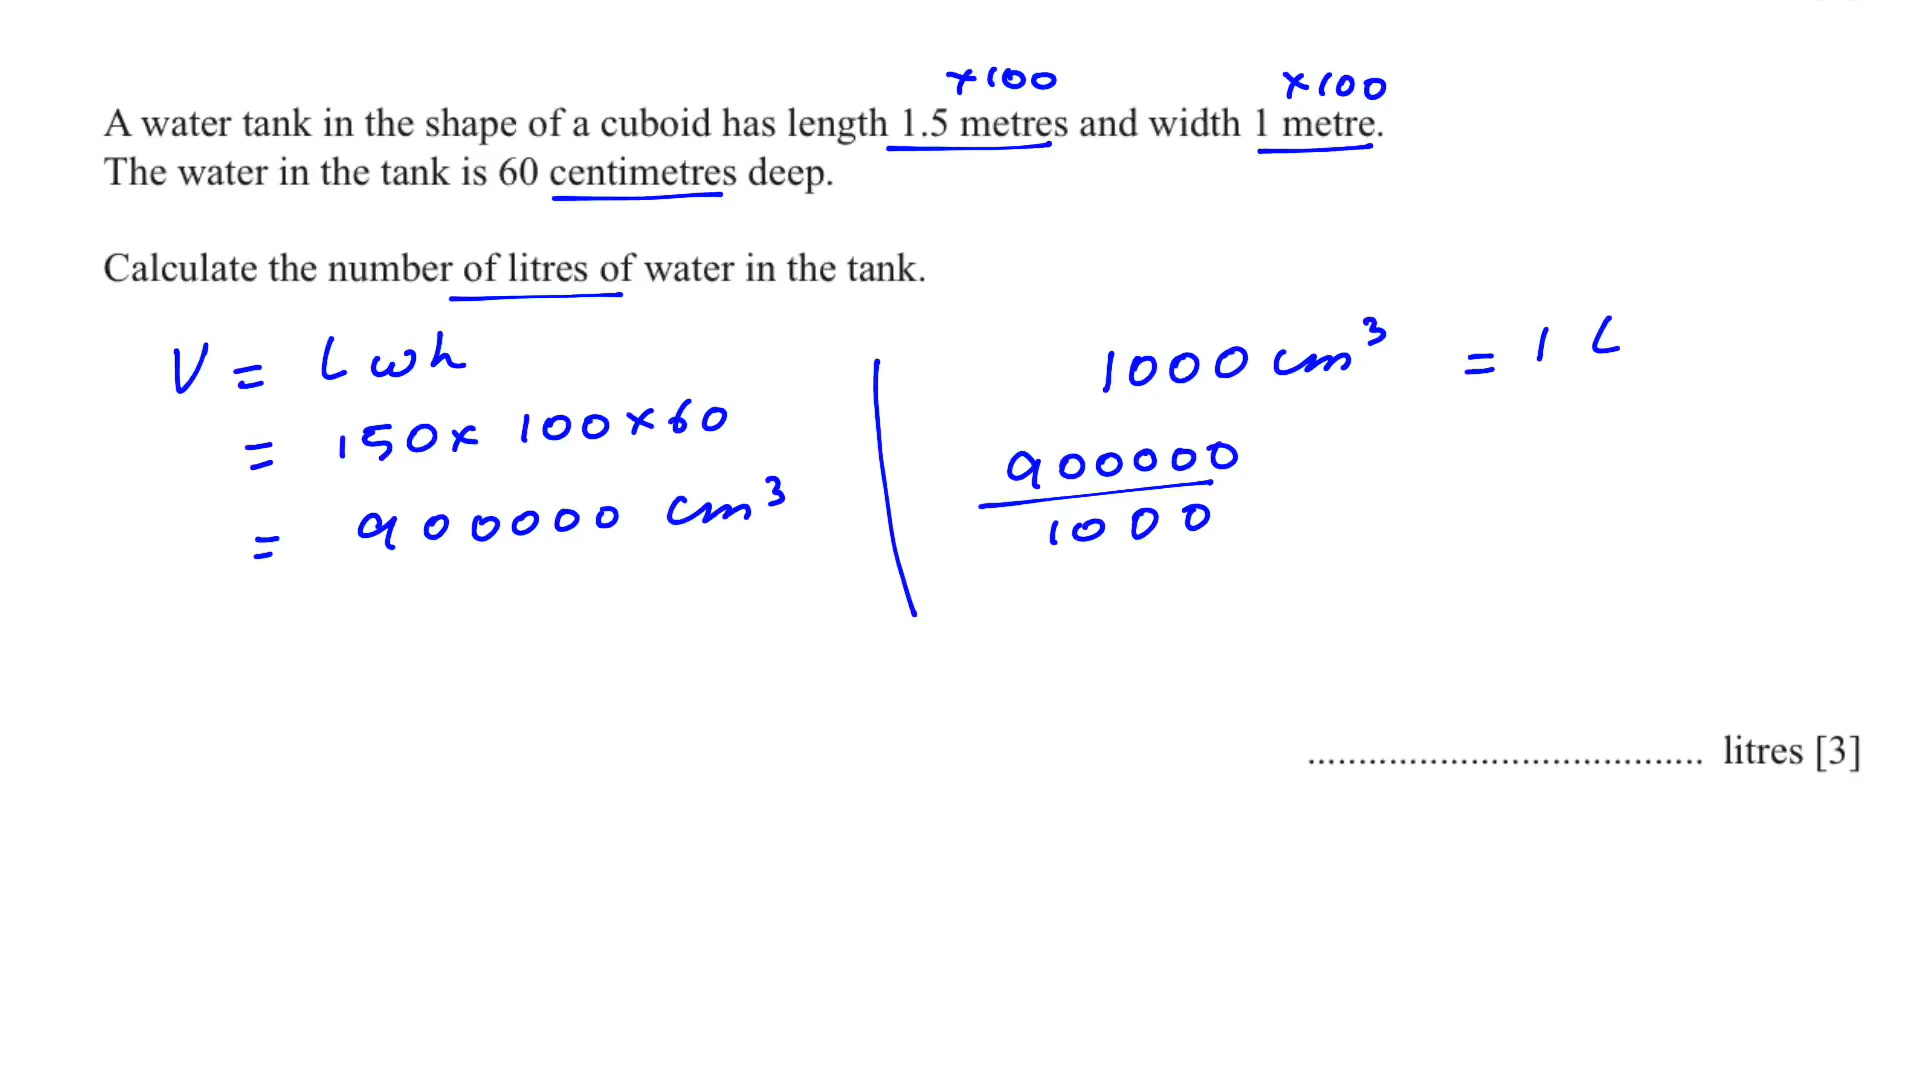 ×100 ×100
A water tank in the shape of a cuboid has length 1.5 metres and width 1 metre.
The water in the tank is 60 centimetres deep.
Calculate the number of litres of water in the tank.
V = lwh
= 150 × 100 × 60
= 900000 cm³
1000 cm³ = 1 L
900000
1000
....................................... litres [3]